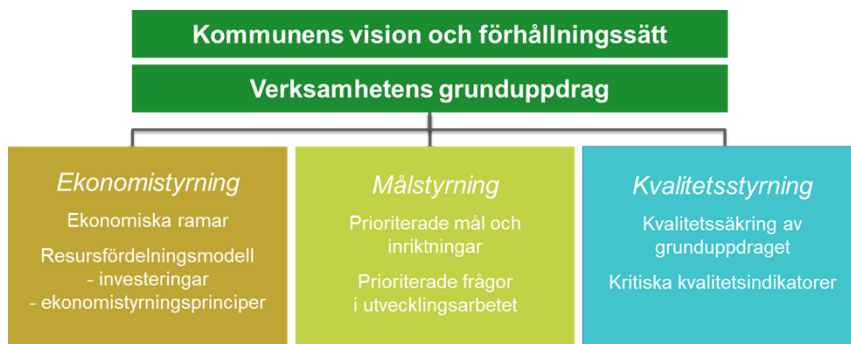 Kommunens vision och förhållningssätt
Verksamhetens grunduppdrag
Ekonomistyrning
Ekonomiska ramar
Resursfördelningsmodell
- investeringar
- ekonomistyrningsprinciper
Målstyrning
Prioriterade mål och
inriktningar
Prioriterade frågor
i utvecklingsarbetet
Kvalitetsstyrning
Kvalitetssäkring av
grunduppdraget
Kritiska kvalitetsindikatorer